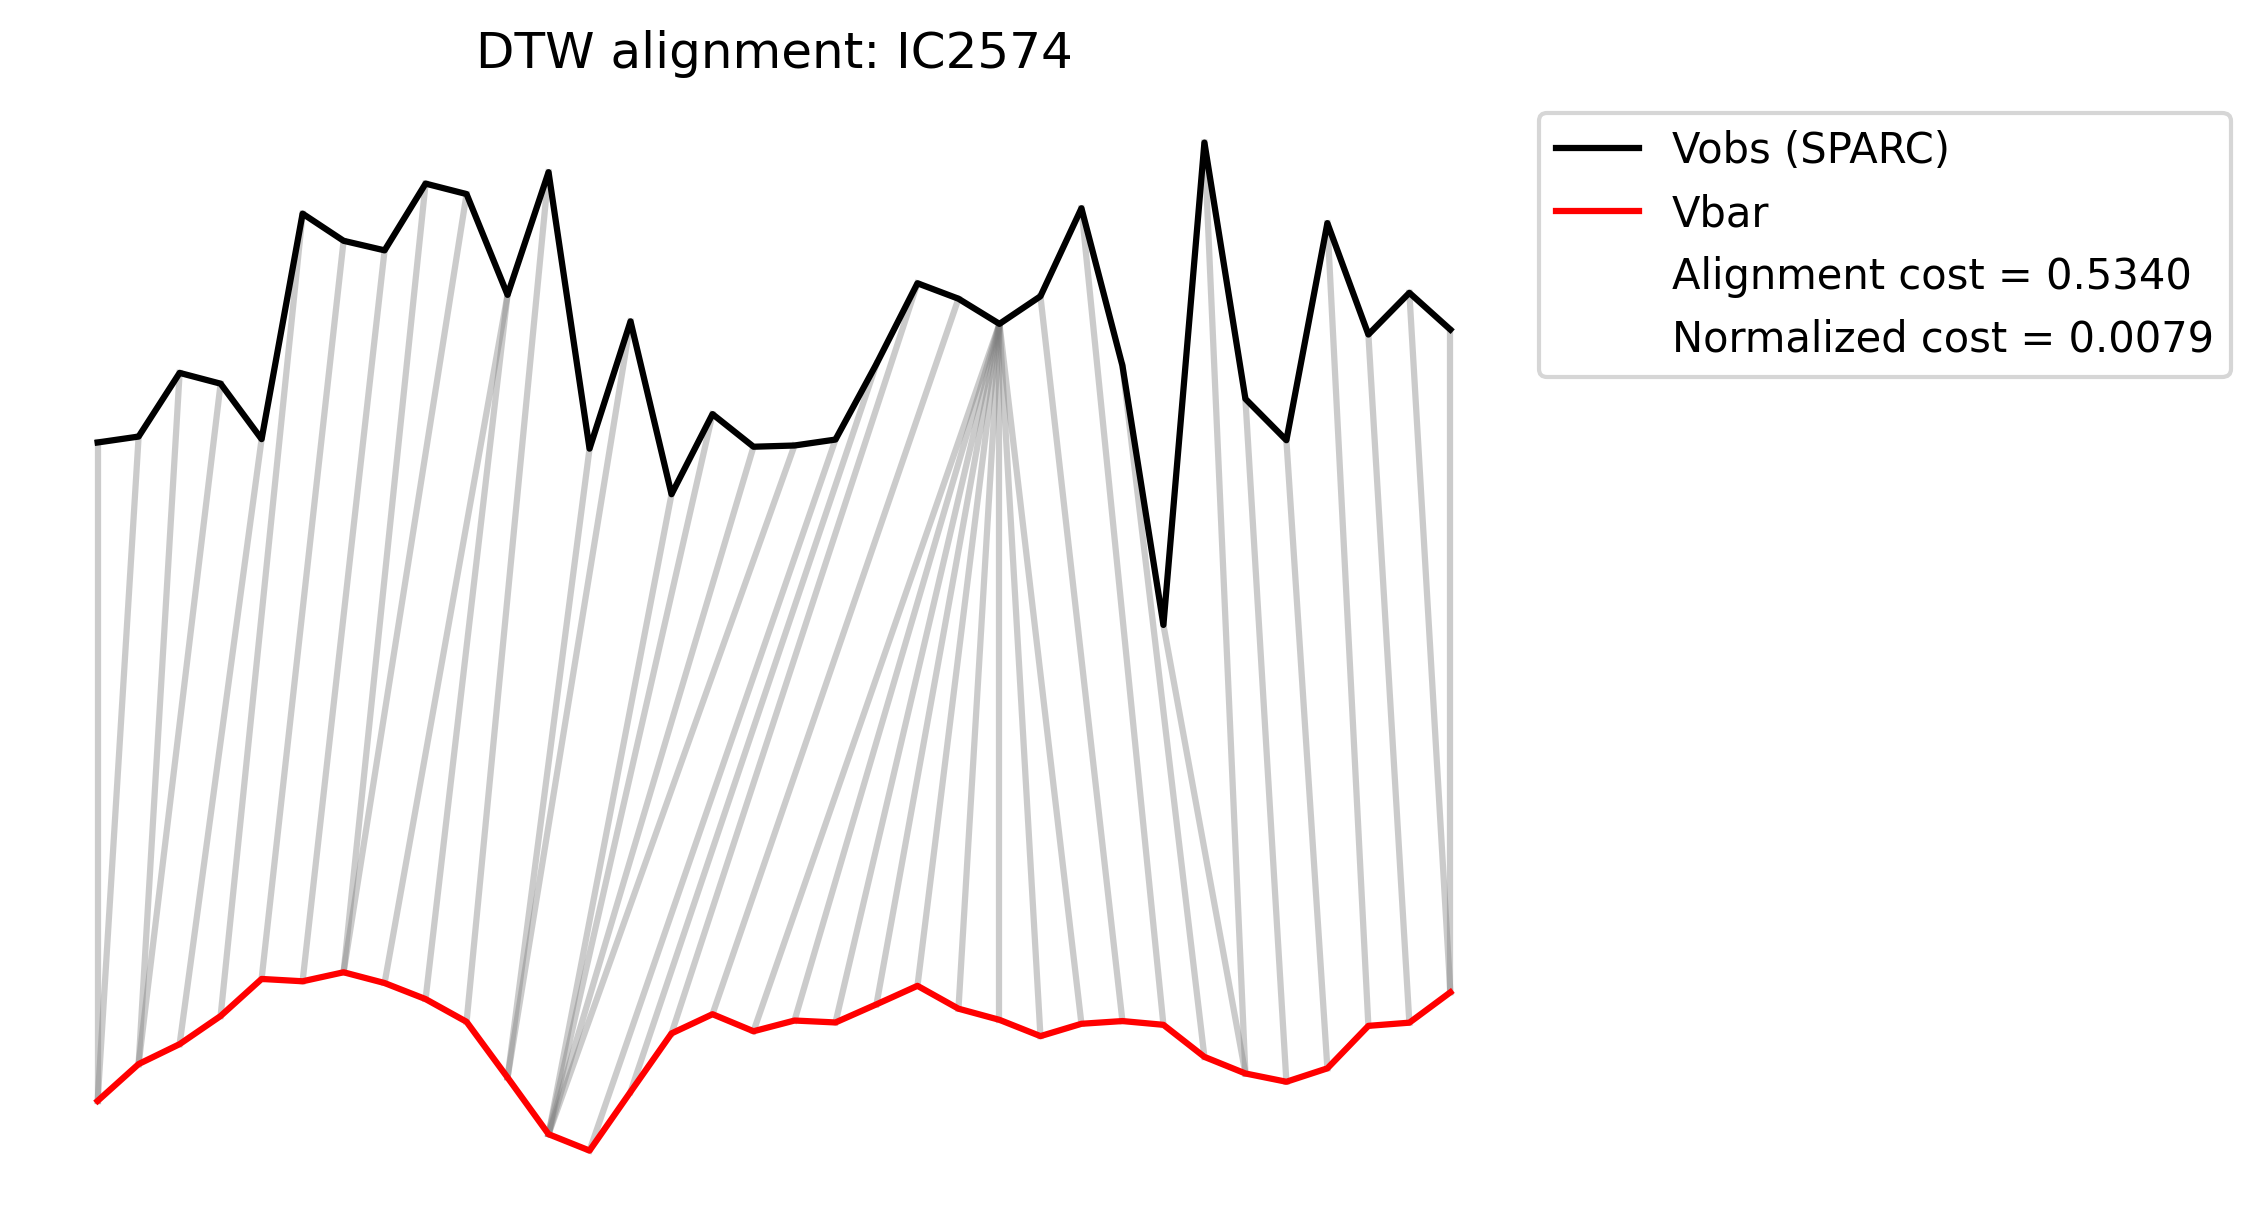 DTW alignment: IC2574
Vobs (SPARC)
Vbar
Alignment cost = 0.5340
Normalized cost = 0.0079